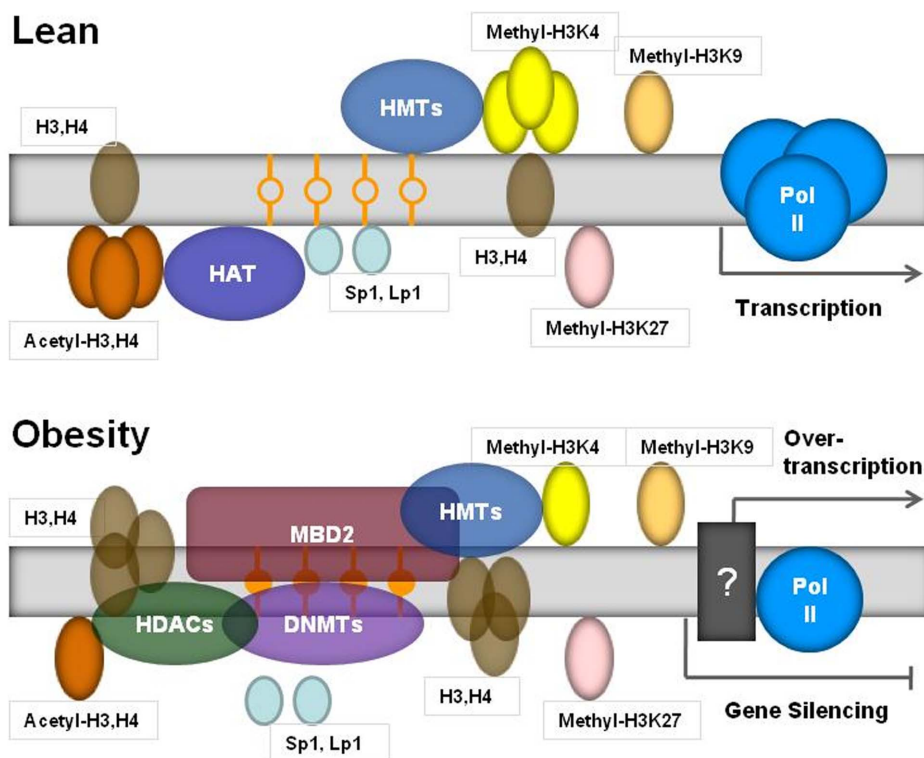 Lean
Methyl-H3K4
Methyl-H3K9
HMTs
H3,H4
Pol
II
HAT
H3,H4
Sp1, Lp1
Transcription
Methyl-H3K27
Acetyl-H3,H4
Obesity
Methyl-H3K4
Methyl-H3K9
Over-
transcription
H3,H4
HMTs
MBD2
?
Pol
II
HDACs
DNMTs
H3,H4
Acetyl-H3,H4
Sp1, Lp1
Methyl-H3K27
Gene Silencing